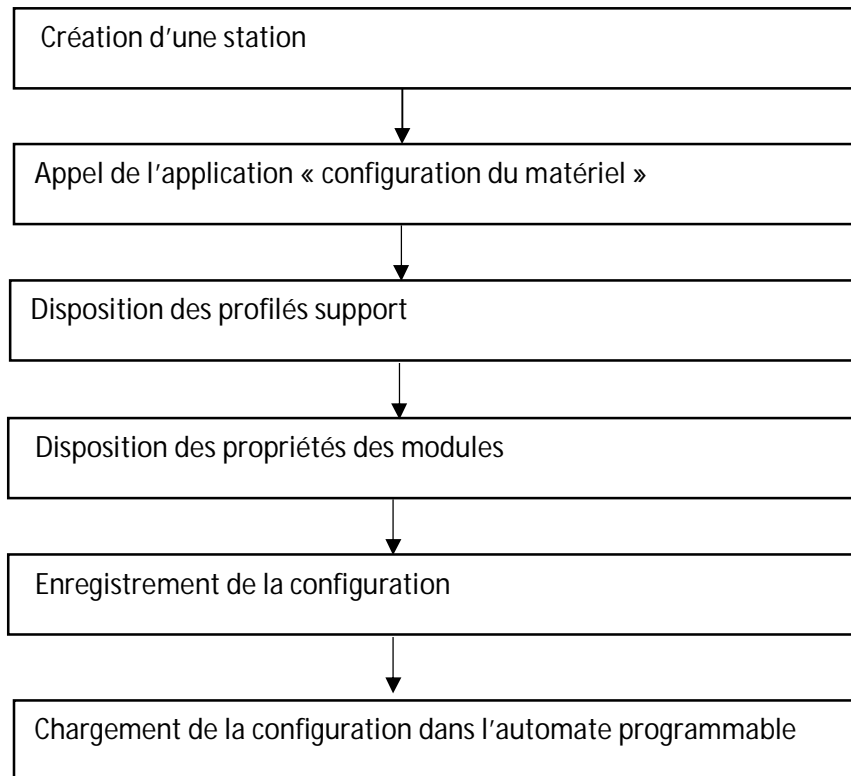 Création d’une station
Appel de l’application « configuration du matériel »
Disposition des profilés support
Disposition des propriétés des modules
Enregistrement de la configuration
Chargement de la configuration dans l’automate programmable